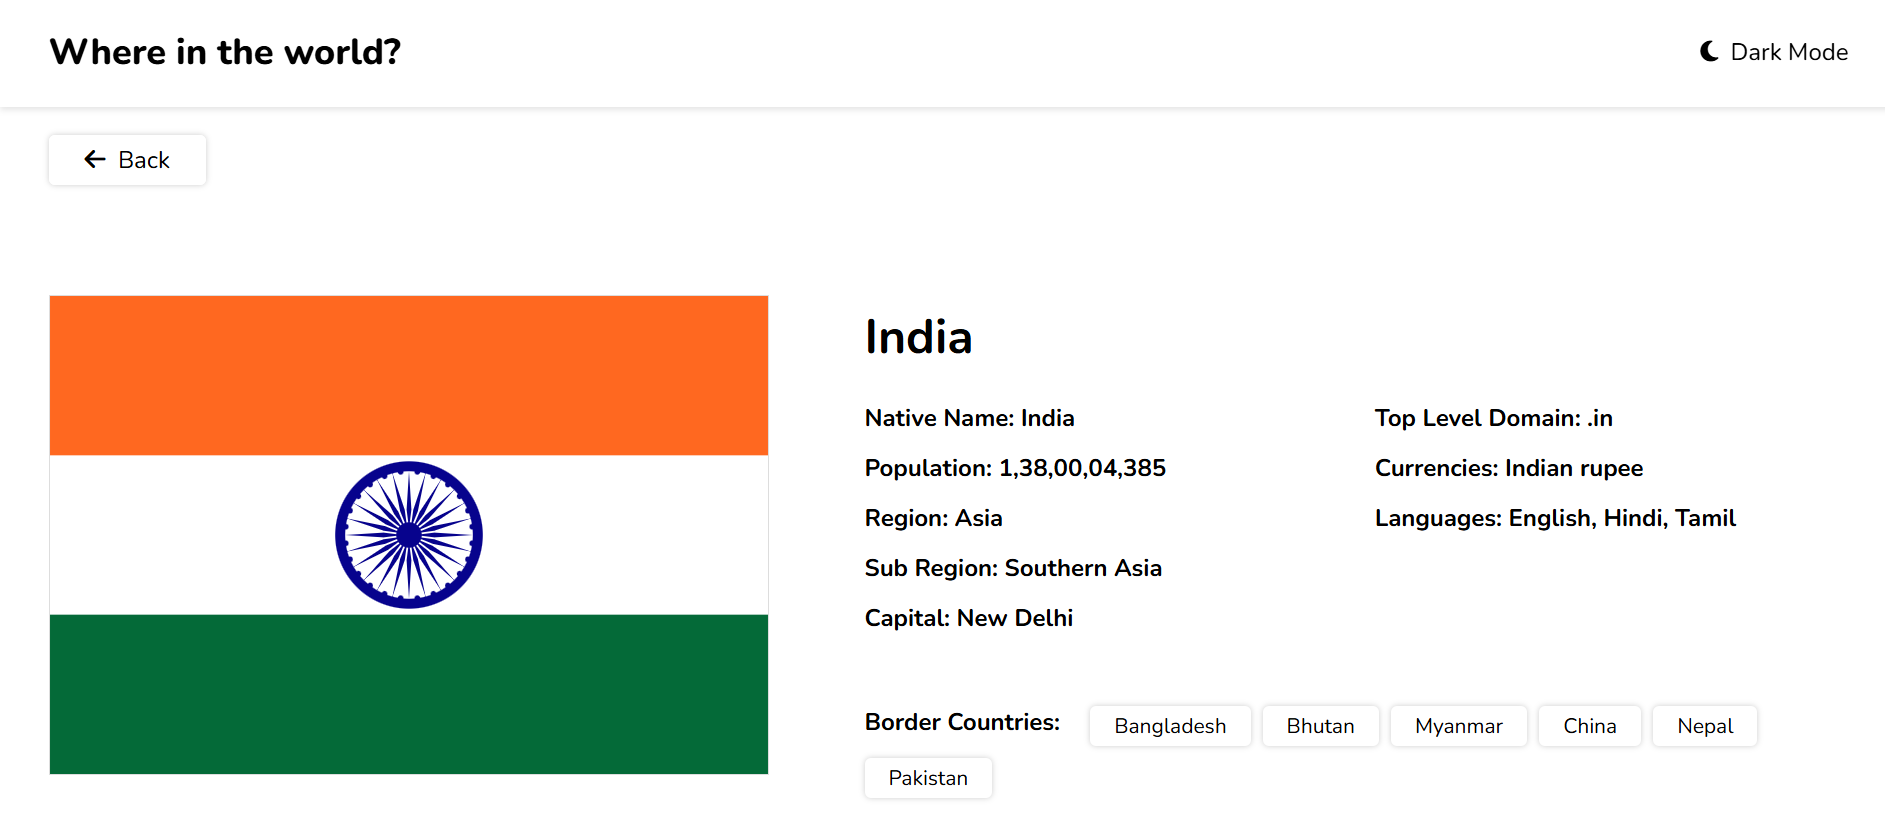 Where in the world?
Dark Mode
Back
India
Native Name: India
Population: 1,38,00,04,385
Region: Asia
Sub Region: Southern Asia
Capital: New Delhi
Top Level Domain: .in
Currencies: Indian rupee
Languages: English, Hindi, Tamil
Border Countries: Bangladesh Bhutan Myanmar China Nepal
Pakistan